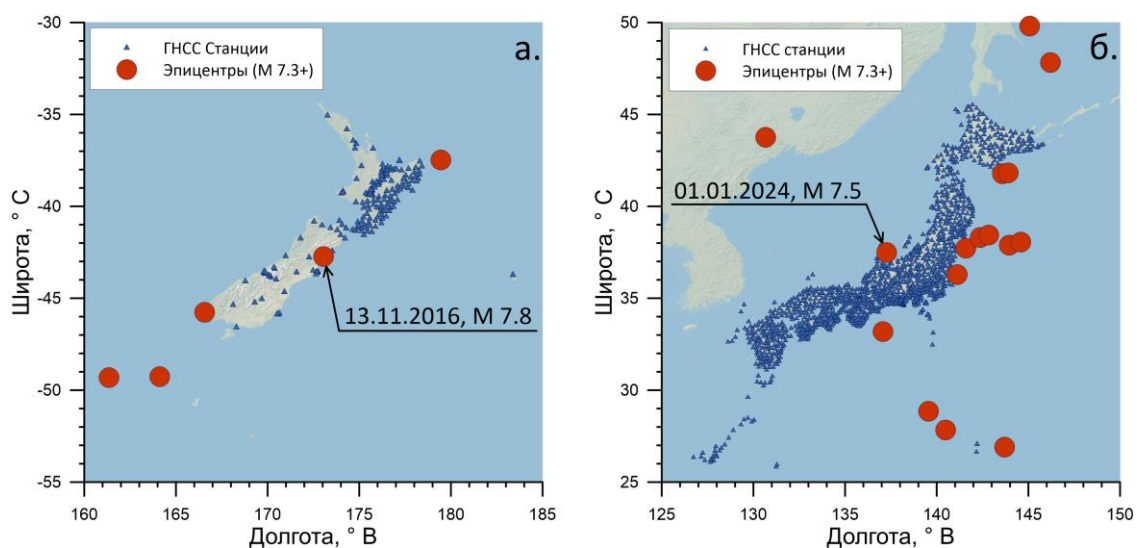 ГНСС Станции
Эпицентры (М 7.3+)
а.
-30
-35
-40
-45
-50
-55
Широта, ° С
13.11.2016, М 7.8
160
165
170
175
180
185
Долгота, ° В
ГНСС станции
Эпицентры (М 7.3+)
б.
50
45
40
35
30
25
Широта, ° С
01.01.2024, М 7.5
125
130
135
140
145
150
Долгота, ° В